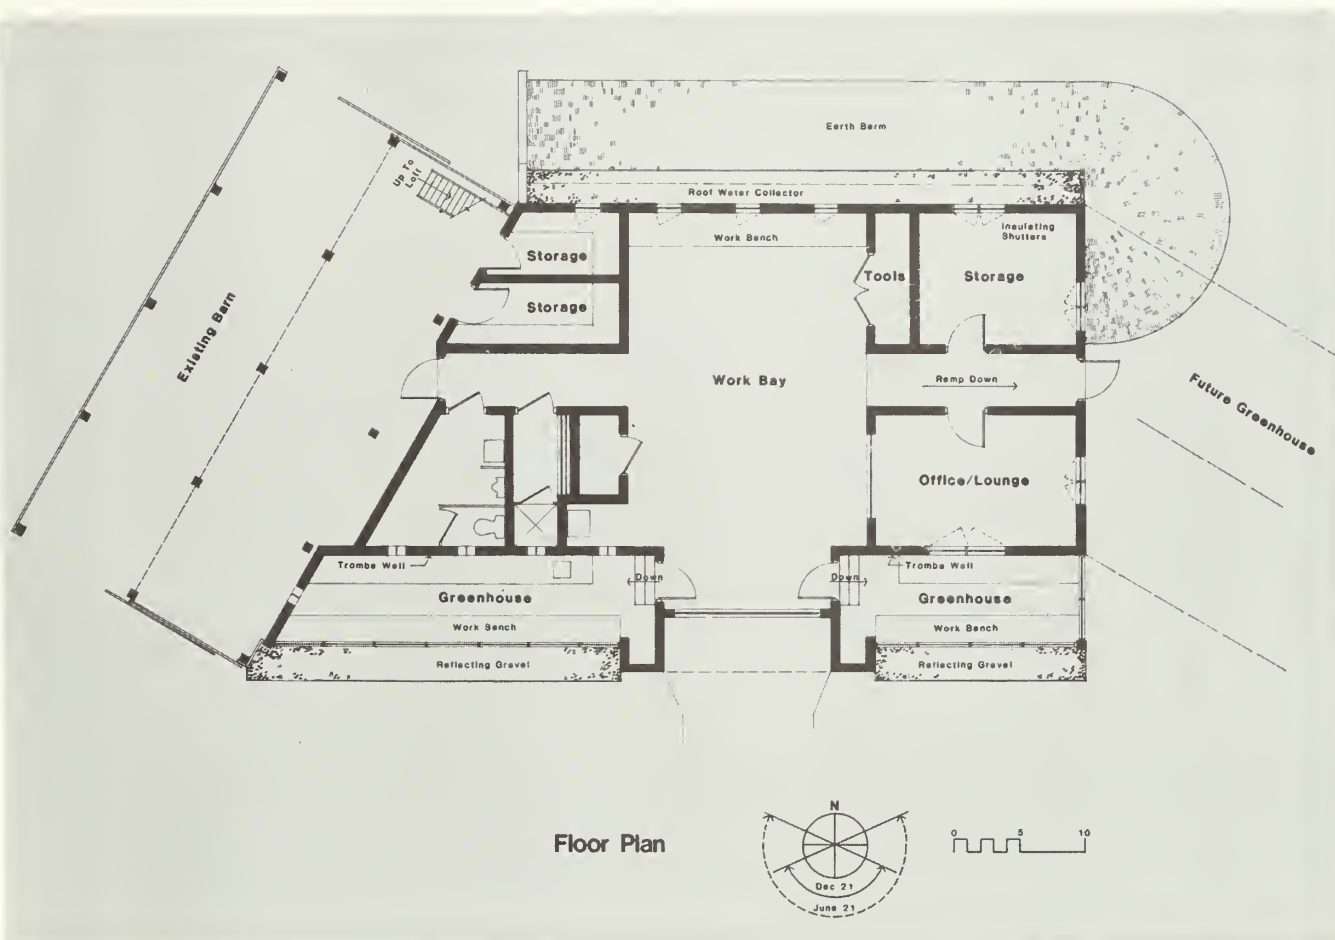 Earth Berm
Up To
Loft
Roof Water Collector
Insulating
Shutters
Work Bench
Storage
Tools
Storage
Storage
Existing Barn
Work Bay
Ramp Down
Future Greenhouse
Office/Lounge
Trombe Wall
Down
Down
Trombe Wall
Greenhouse
Greenhouse
Work Bench
Work Bench
Reflecting Gravel
Reflecting Gravel
Floor Plan
N
Dec 21
June 21
0 5 10